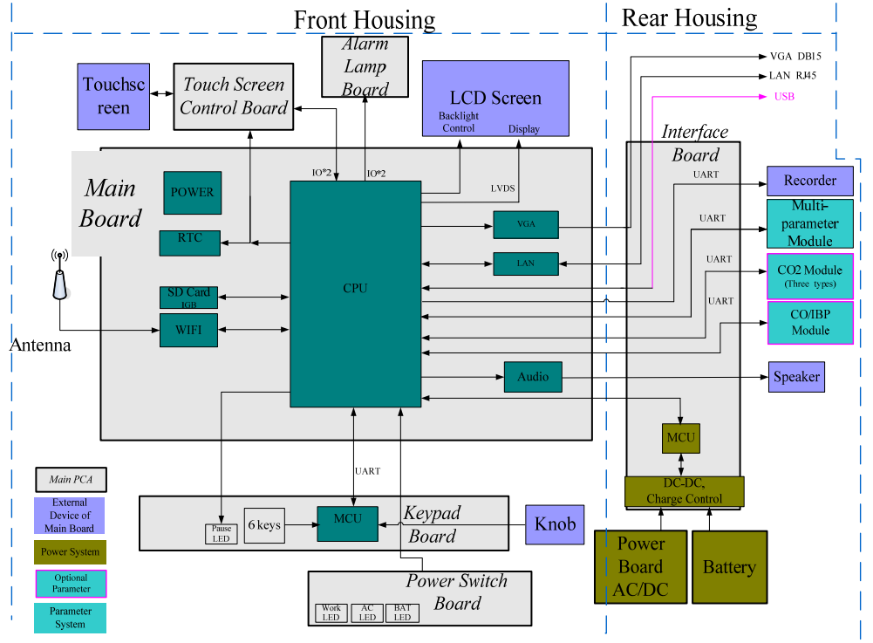 Front Housing
Rear Housing
Alarm
Lamp
Board
Touchsc
reen
Touch Screen
Control Board
LCD Screen
Backlight
Control
Display
VGA DB15
LAN RJ45
USB
Interface
Board
IO*2
IO*2
LVDS
UART
Recorder
Main
Board
POWER
RTC
SD Card
1GB
WIFI
Antenna
CPU
VGA
LAN
Audio
UART
Multi-
parameter
Module
UART
CO2 Module
(Three types)
UART
CO/IBP
Module
Speaker
MCU
DC-DC,
Charge Control
UART
Pause
LED
6 keys
MCU
Keypad
Board
Knob
Power
Board
AC/DC
Battery
Power Switch
Board
Work
LED
AC
LED
BAT
LED
Main PCA
External
Device of
Main Board
Power System
Optional
Parameter
Parameter
System